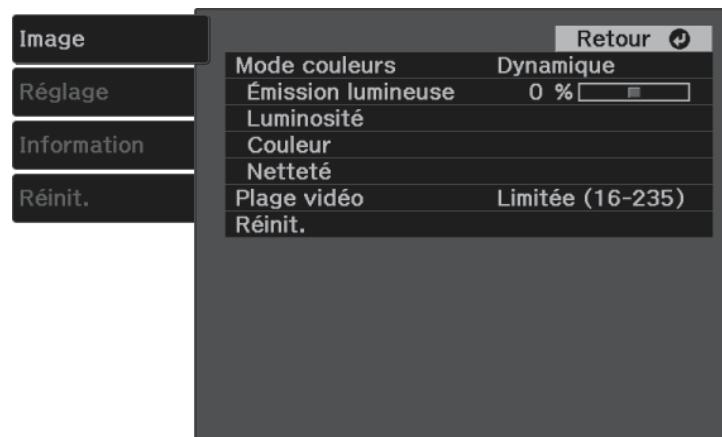 Image
Réglage
Information
Réinit.
Retour
Mode couleurs Dynamique
Émission lumineuse 0 %
Luminosité
Couleur
Netteté
Plage vidéo Limitée (16-235)
Réinit.